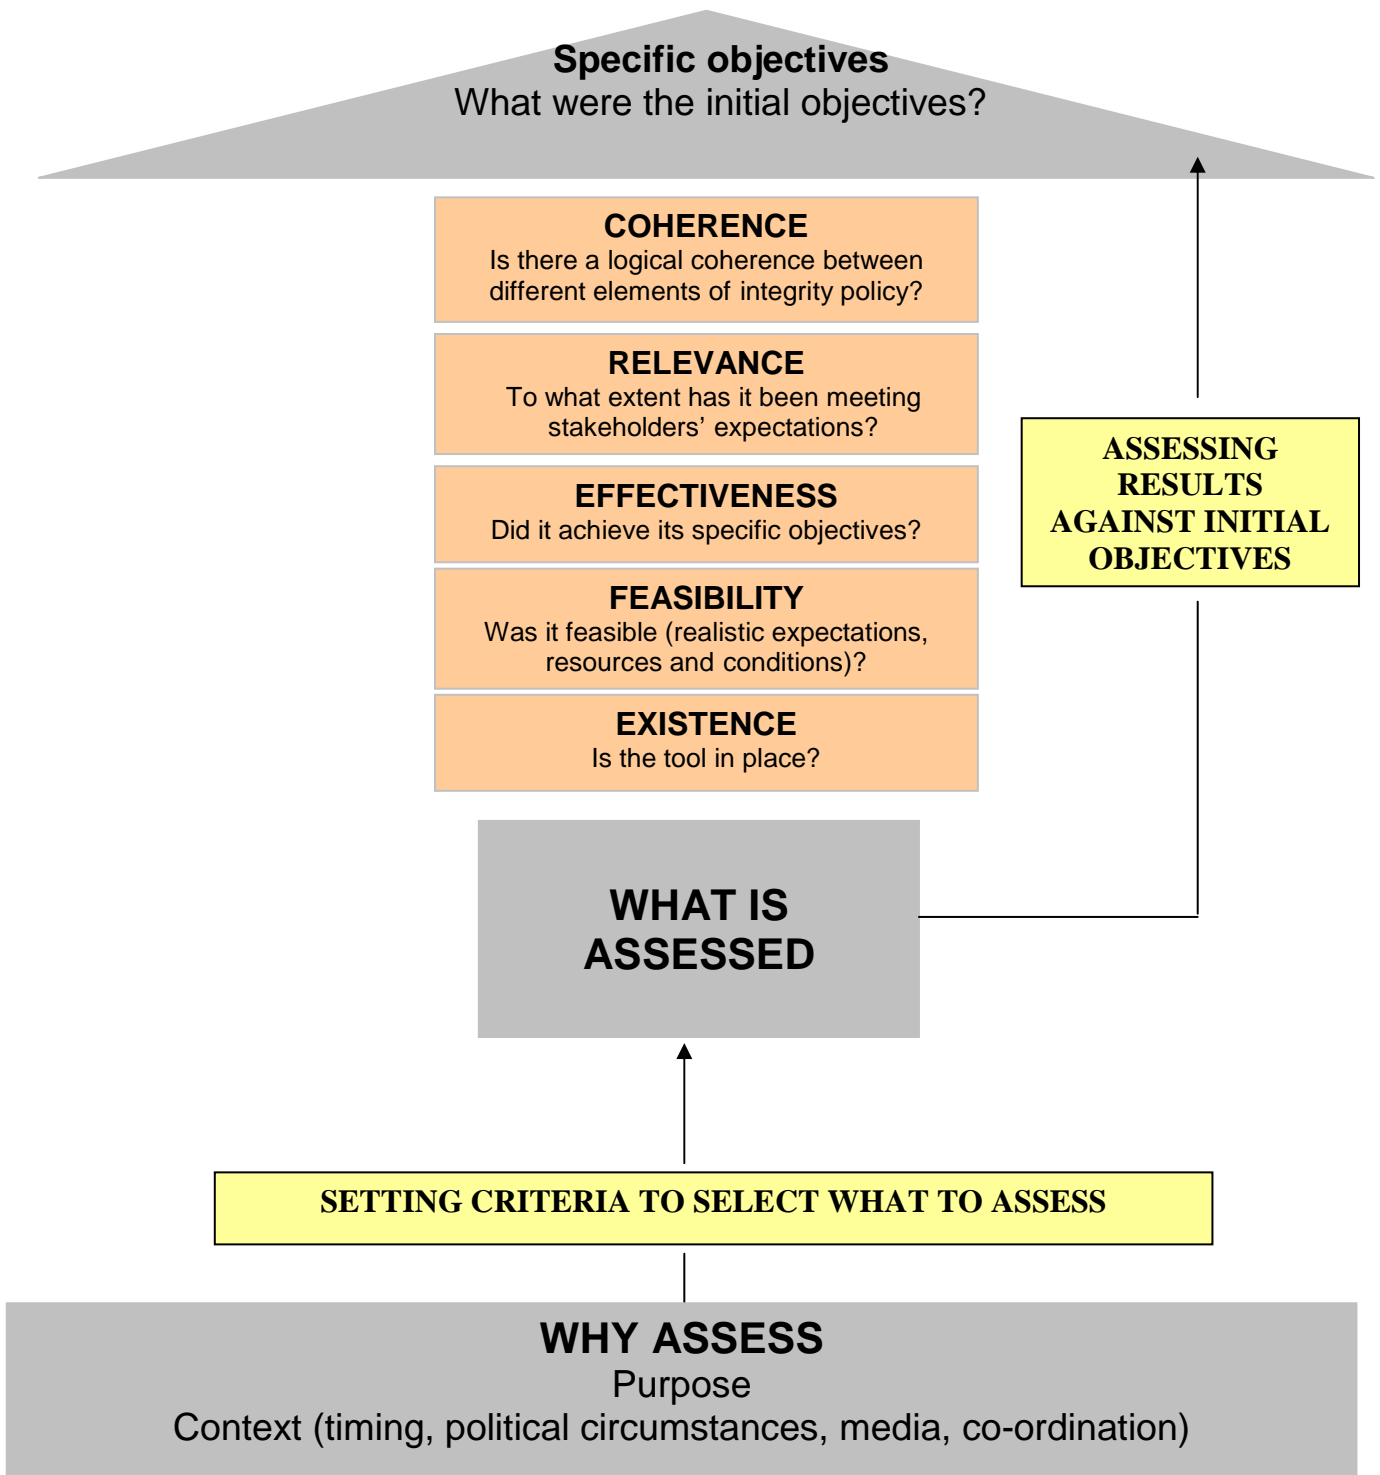 Specific objectives
What were the initial objectives?
COHERENCE
Is there a logical coherence between
different elements of integrity policy?
RELEVANCE
To what extent has it been meeting
stakeholders’ expectations?
EFFECTIVENESS
Did it achieve its specific objectives?
FEASIBILITY
Was it feasible (realistic expectations,
resources and conditions)?
EXISTENCE
Is the tool in place?
ASSESSING
RESULTS
AGAINST INITIAL
OBJECTIVES
WHAT IS
ASSESSED
SETTING CRITERIA TO SELECT WHAT TO ASSESS
WHY ASSESS
Purpose
Context (timing, political circumstances, media, co-ordination)